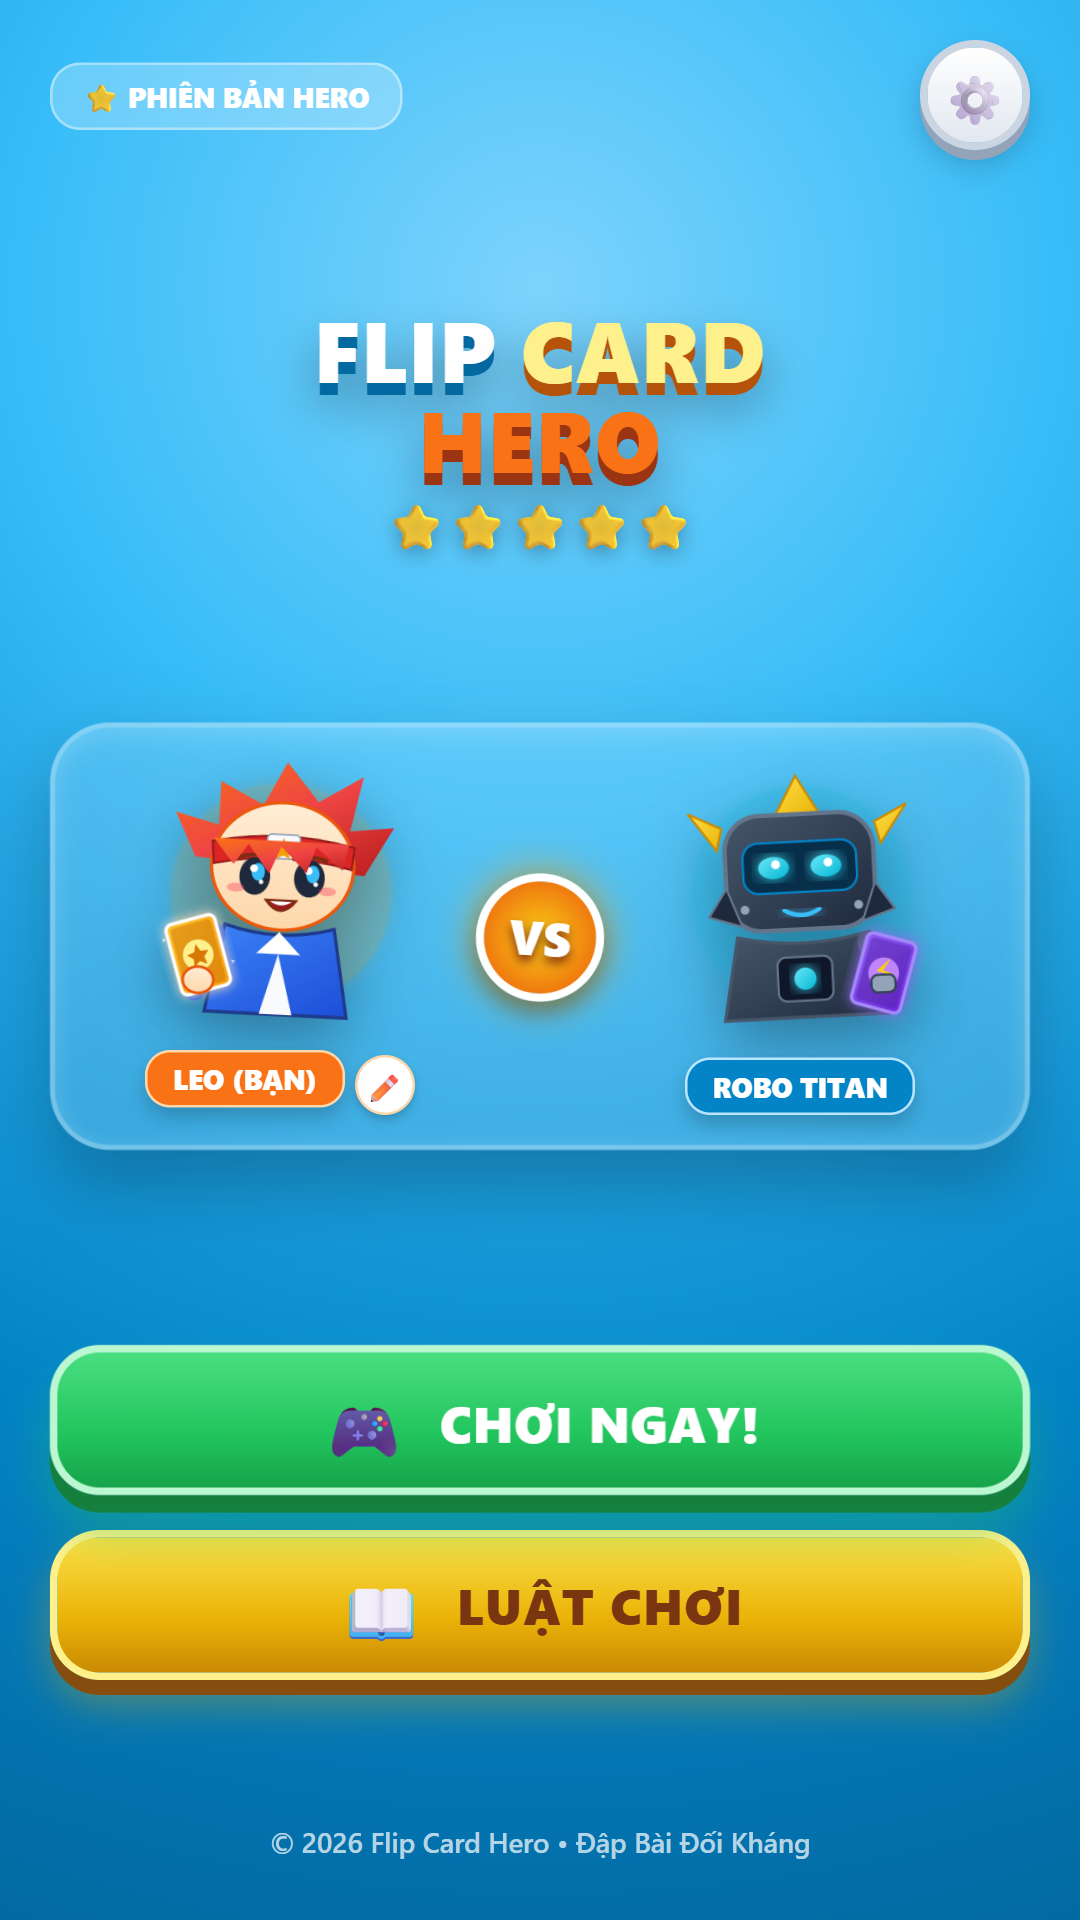 PHIÊN BẢN HERO
FLIP CARD
HERO
VS
LEO (BẠN)
ROBO TITAN
CHƠI NGAY!
LUẬT CHƠI
© 2026 Flip Card Hero • Đập Bài Đối Kháng